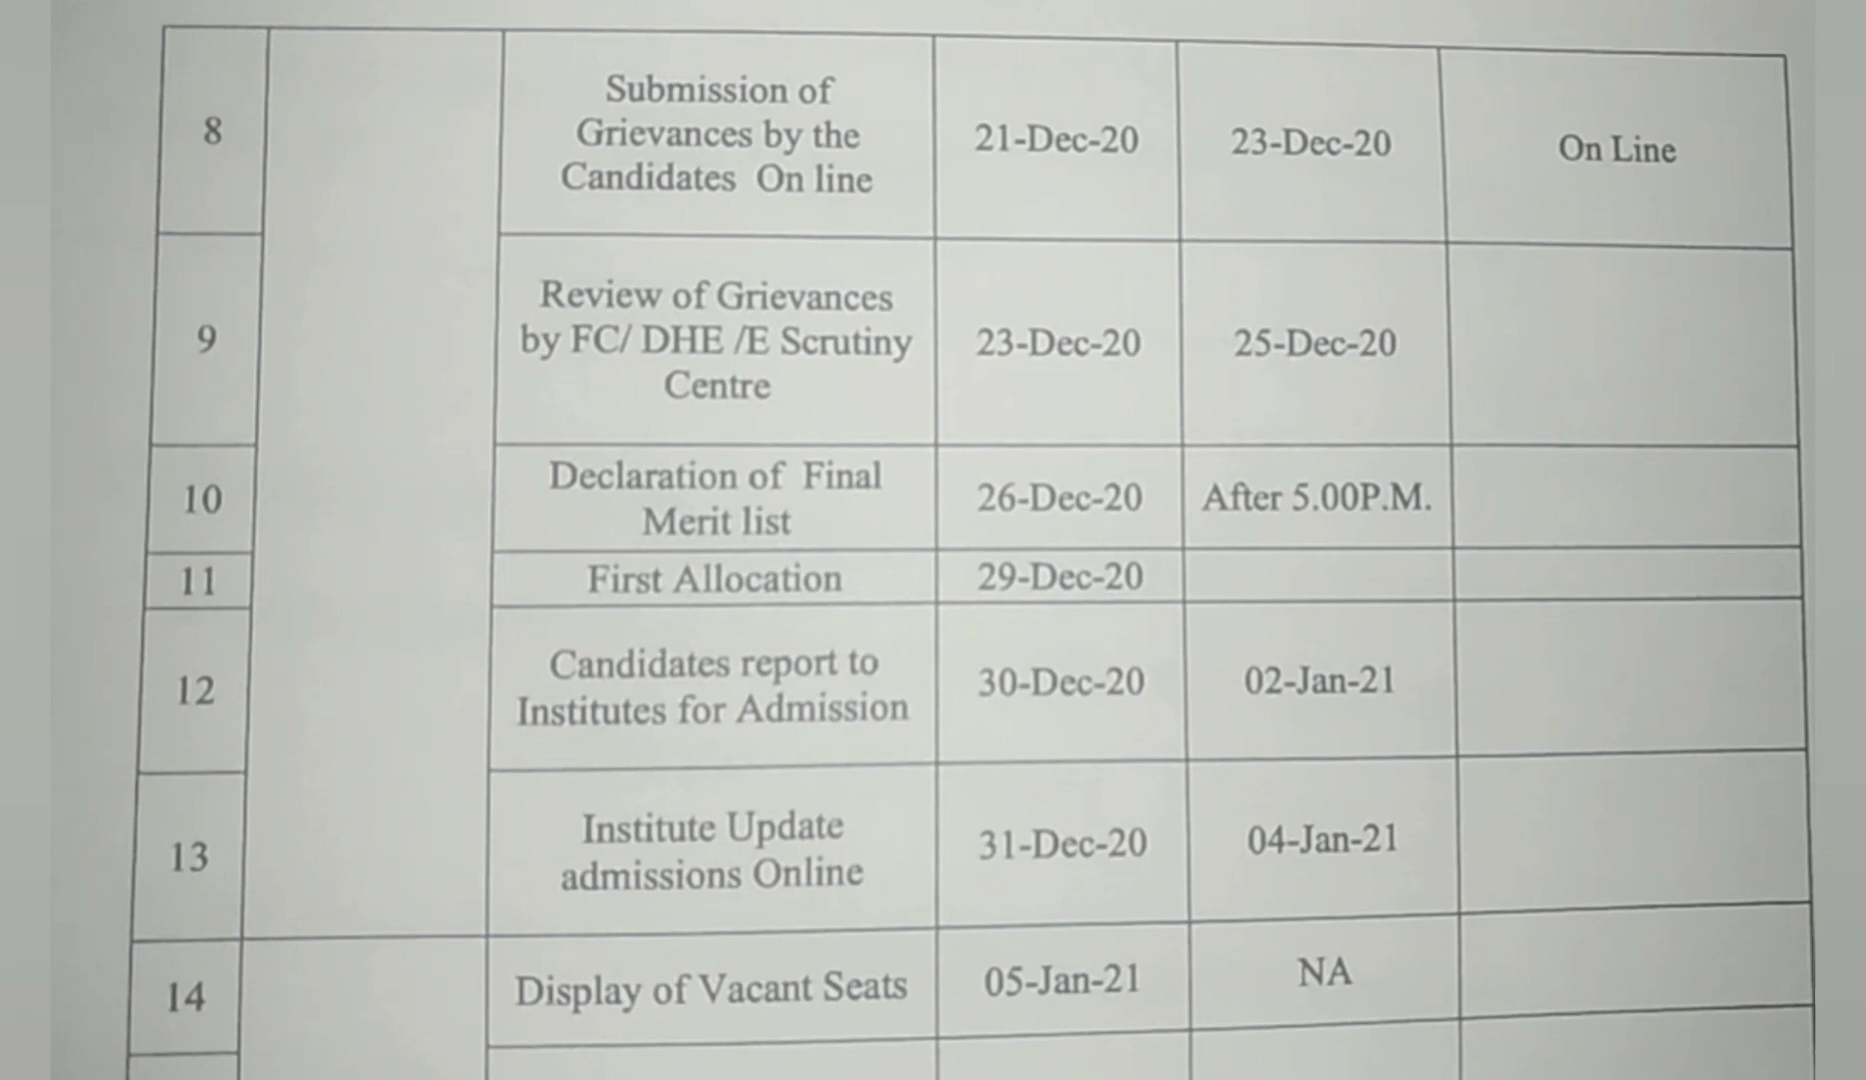 8
Submission of
Grievances by the
Candidates On line
21-Dec-20
23-Dec-20
On Line
9
Review of Grievances
by FC/ DHE /E Scrutiny
Centre
23-Dec-20
25-Dec-20
10
Declaration of Final
Merit list
26-Dec-20
After 5.00P.M.
11
First Allocation
29-Dec-20
12
Candidates report to
Institutes for Admission
30-Dec-20
02-Jan-21
13
Institute Update
admissions Online
31-Dec-20
04-Jan-21
14
Display of Vacant Seats
05-Jan-21
NA